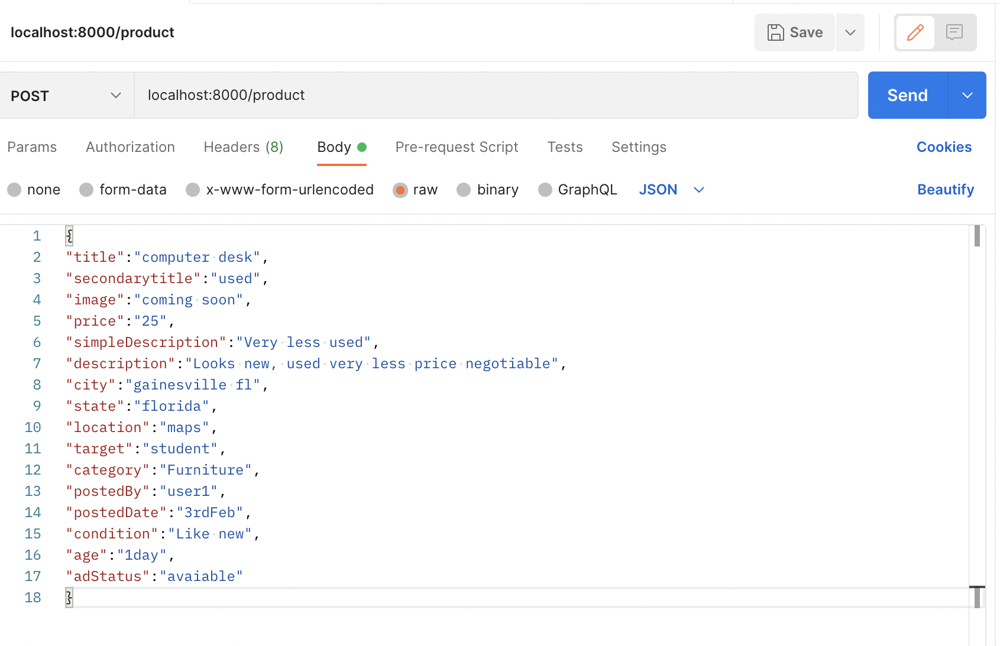 localhost:8000/product
Save
POST
localhost:8000/product
Send
Params Authorization Headers (8) Body Pre-request Script Tests Settings Cookies
none form-data x-www-form-urlencoded raw binary GraphQL JSON Beautify
1 {
2 "title":"computer desk",
3 "secondarytitle":"used",
4 "image":"coming soon",
5 "price":"25",
6 "simpleDescription":"Very less used",
7 "description":"Looks new, used very less price negotiable",
8 "city":"gainesville fl",
9 "state":"florida",
10 "location":"maps",
11 "target":"student",
12 "category":"Furniture",
13 "postedBy":"user1",
14 "postedDate":"3rdFeb",
15 "condition":"Like new",
16 "age":"1day",
17 "adStatus":"avaiable"
18 }